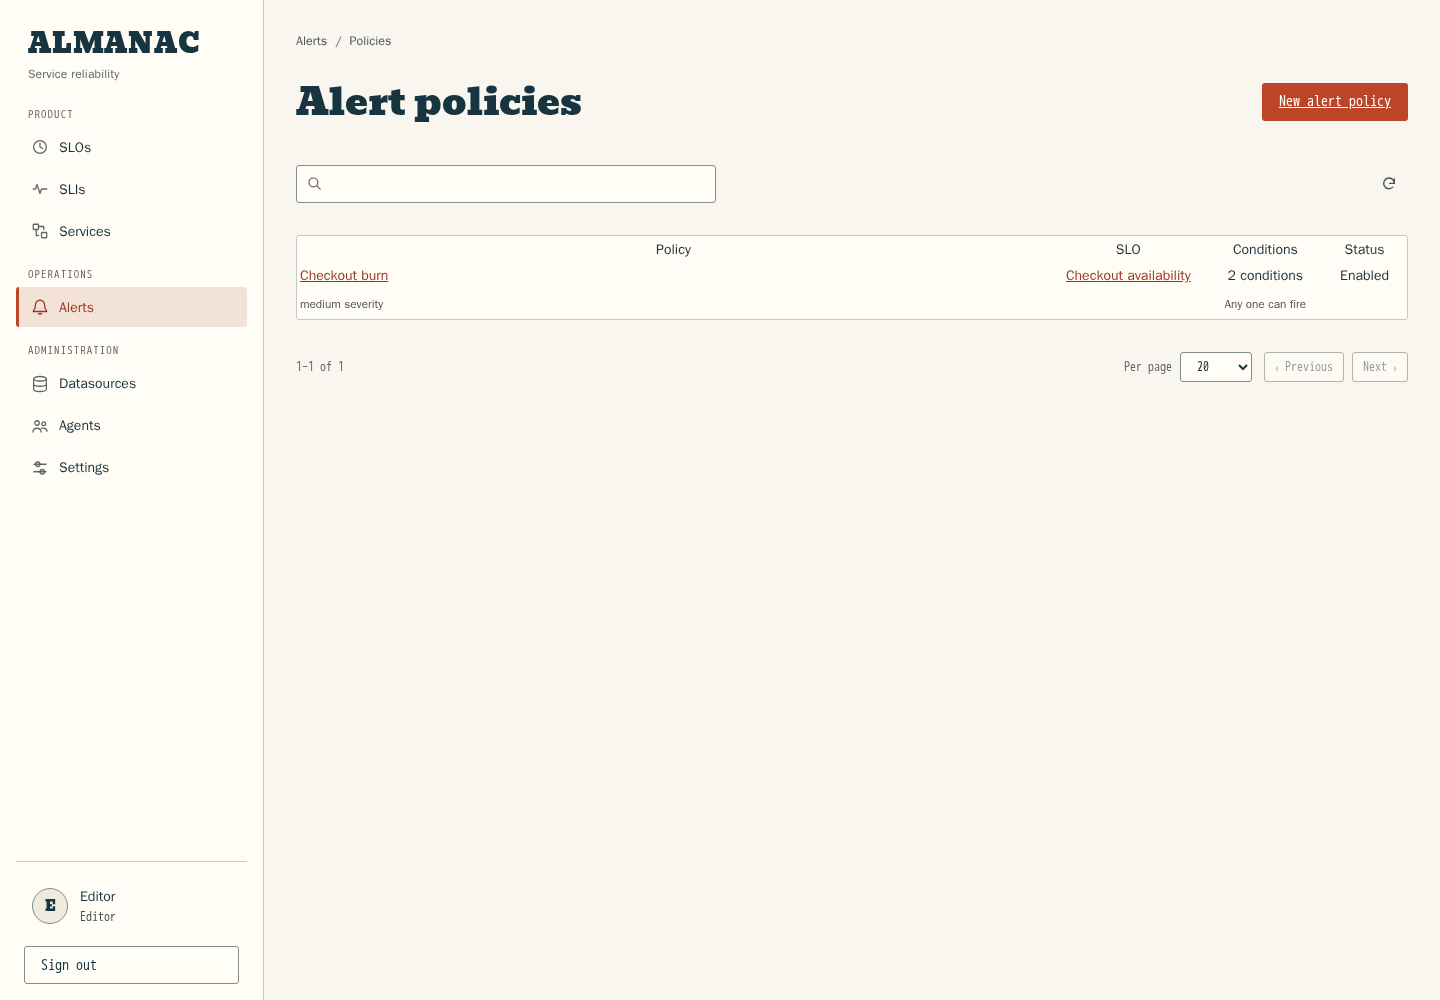 ALMANAC
Service reliability
PRODUCT
SLOs
SLIs
Services
OPERATIONS
Alerts
ADMINISTRATION
Datasources
Agents
Settings
E
Editor
Editor
Sign out
Alerts / Policies
Alert policies
New alert policy
Policy SLO Conditions Status
Checkout burn Checkout availability 2 conditions Enabled
medium severity Any one can fire
1–1 of 1 Per page 20 ‹ Previous Next ›